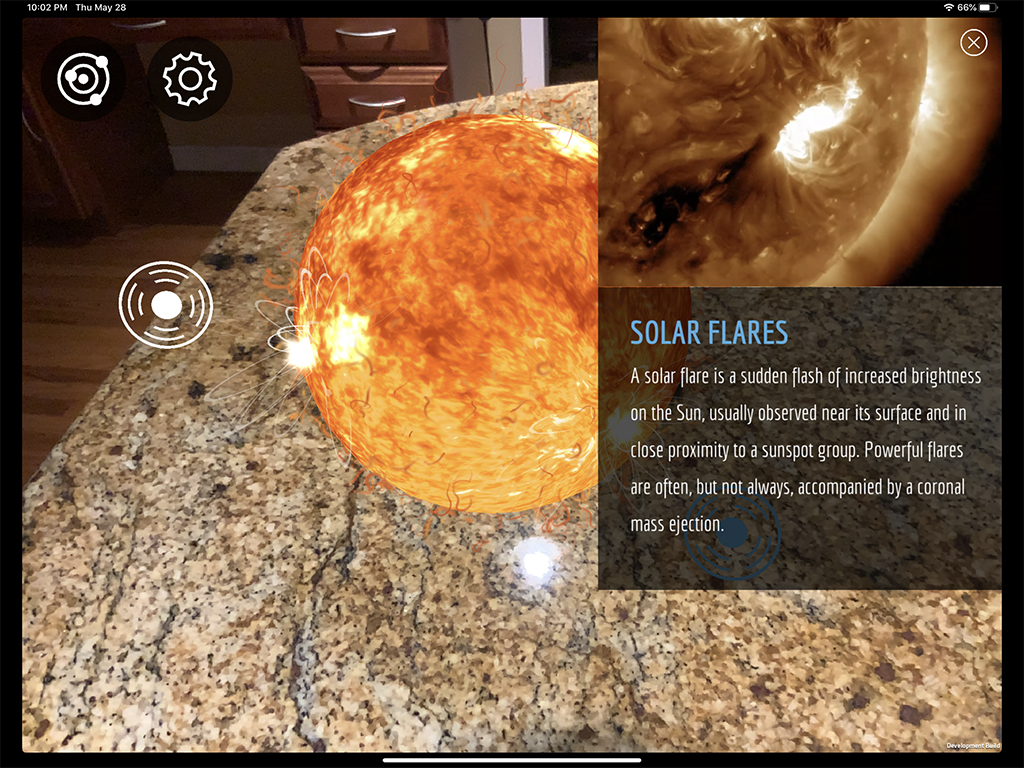 10:02 PM Thu May 28
66%
SOLAR FLARES
A solar flare is a sudden flash of increased brightness
on the Sun, usually observed near its surface and in
close proximity to a sunspot group. Powerful flares
are often, but not always, accompanied by a coronal
mass ejection.
Development Build